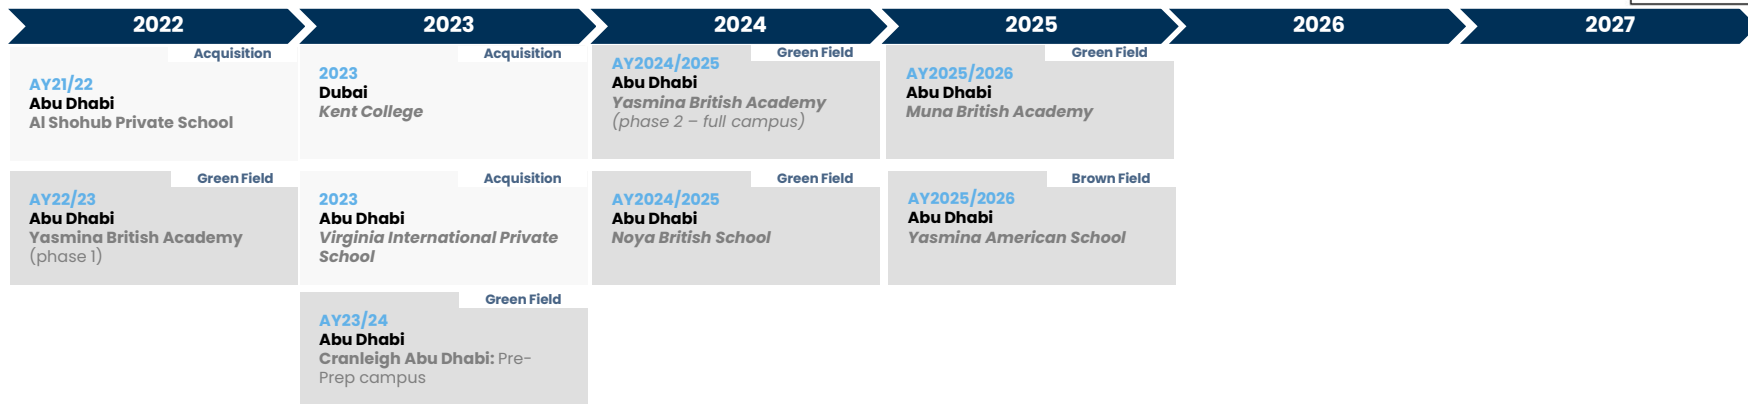 2022
2023
2024
2025
2026
2027
Acquisition
AY21/22
Abu Dhabi
Al Shohub Private School
Green Field
AY22/23
Abu Dhabi
Yasmina British Academy
(phase 1)
Acquisition
2023
Dubai
Kent College
Acquisition
2023
Abu Dhabi
Virginia International Private
School
Green Field
AY23/24
Abu Dhabi
Cranleigh Abu Dhabi: Pre-
Prep campus
Green Field
AY2024/2025
Abu Dhabi
Yasmina British Academy
(phase 2 – full campus)
Green Field
AY2024/2025
Abu Dhabi
Noya British School
Green Field
AY2025/2026
Abu Dhabi
Muna British Academy
Brown Field
AY2025/2026
Abu Dhabi
Yasmina American School